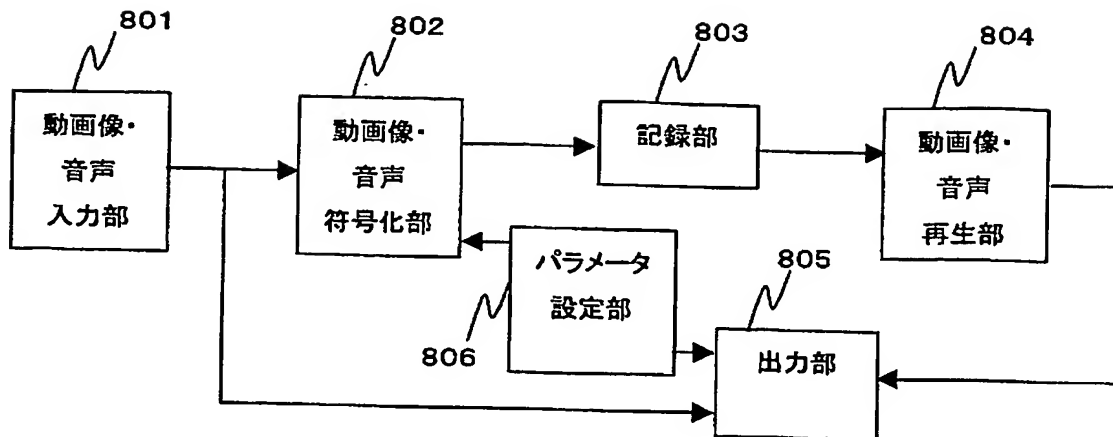 801
動画像・
音声
入力部
802
動画像・
音声
符号化部
803
記録部
804
動画像・
音声
再生部
パラメータ
設定部
806
805
出力部